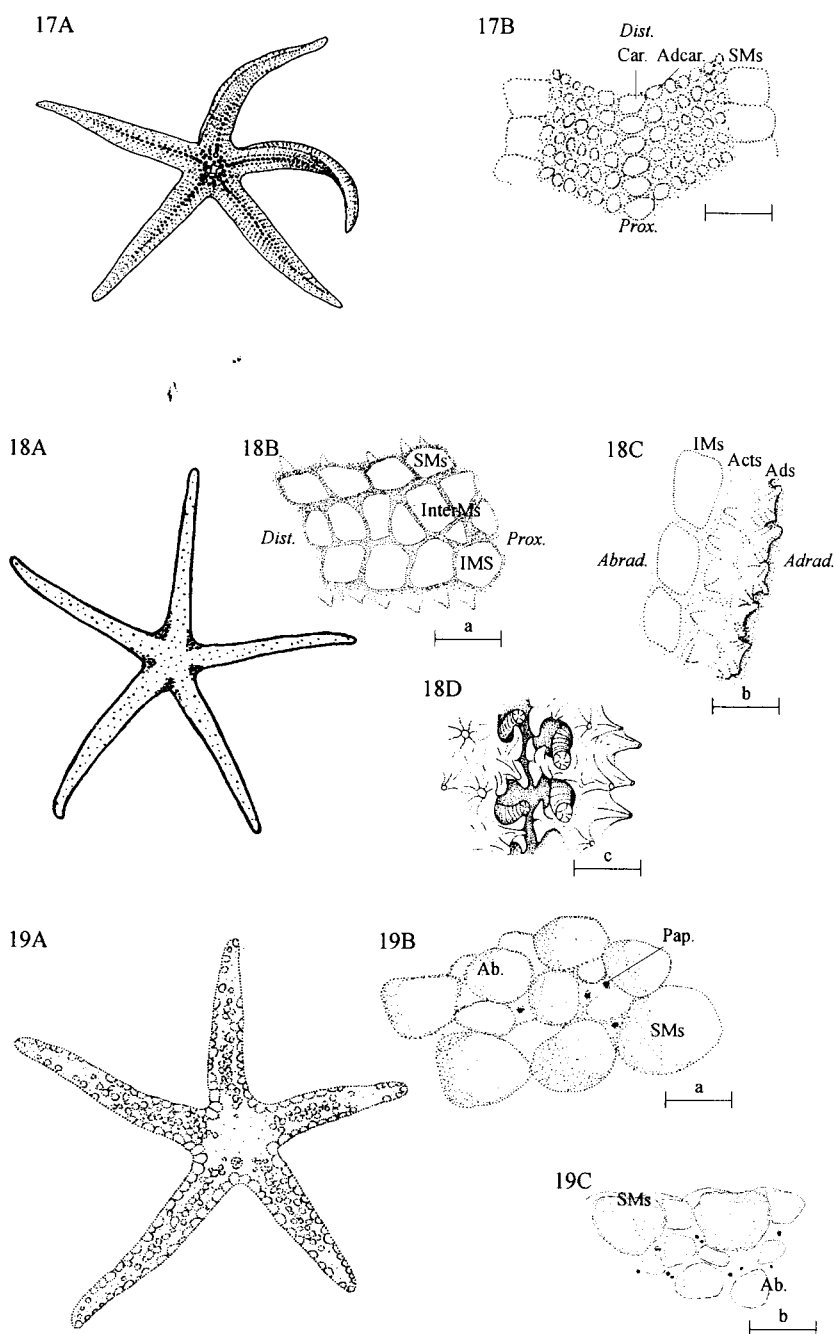 17A
17B
Dist.
Car. Adcar. SMs
Prox.
18A
18B
SMs
InterMs
Dist. Prox.
IMS
a
18C
IMs
Acts
Ads
Abrad. Adrad.
b
18D
c
19A
19B
Pap.
Ab.
SMs
a
19C
SMs
Ab.
b